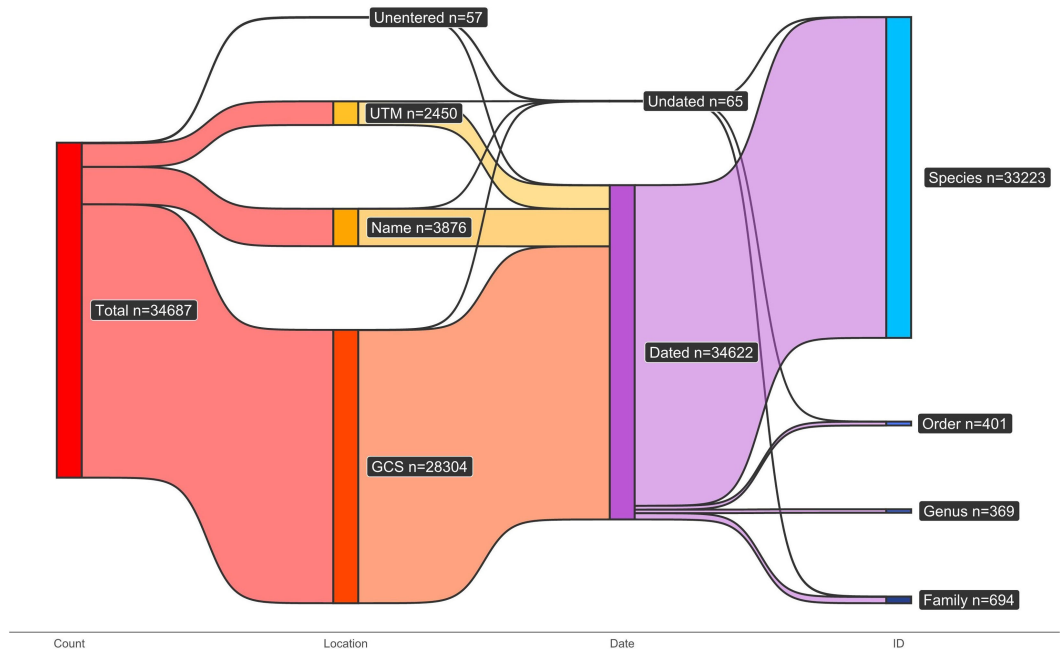 Unentered n=57
UTM n=2450
Undated n=65
Species n=33223
Name n=3876
Total n=34687
Dated n=34622
GCS n=28304
Order n=401
Genus n=369
Family n=694
Count
Location
Date
ID